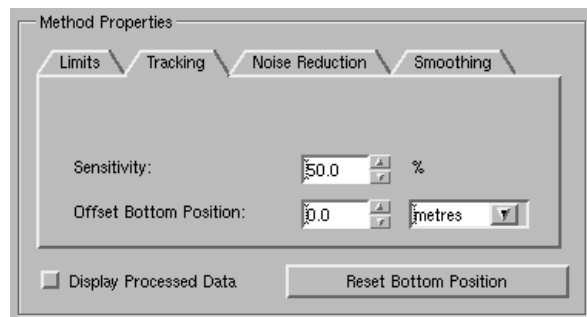 Method Properties
Limits Tracking Noise Reduction Smoothing
Sensitivity: 50.0 %
Offset Bottom Position: 0.0 metres
Display Processed Data Reset Bottom Position